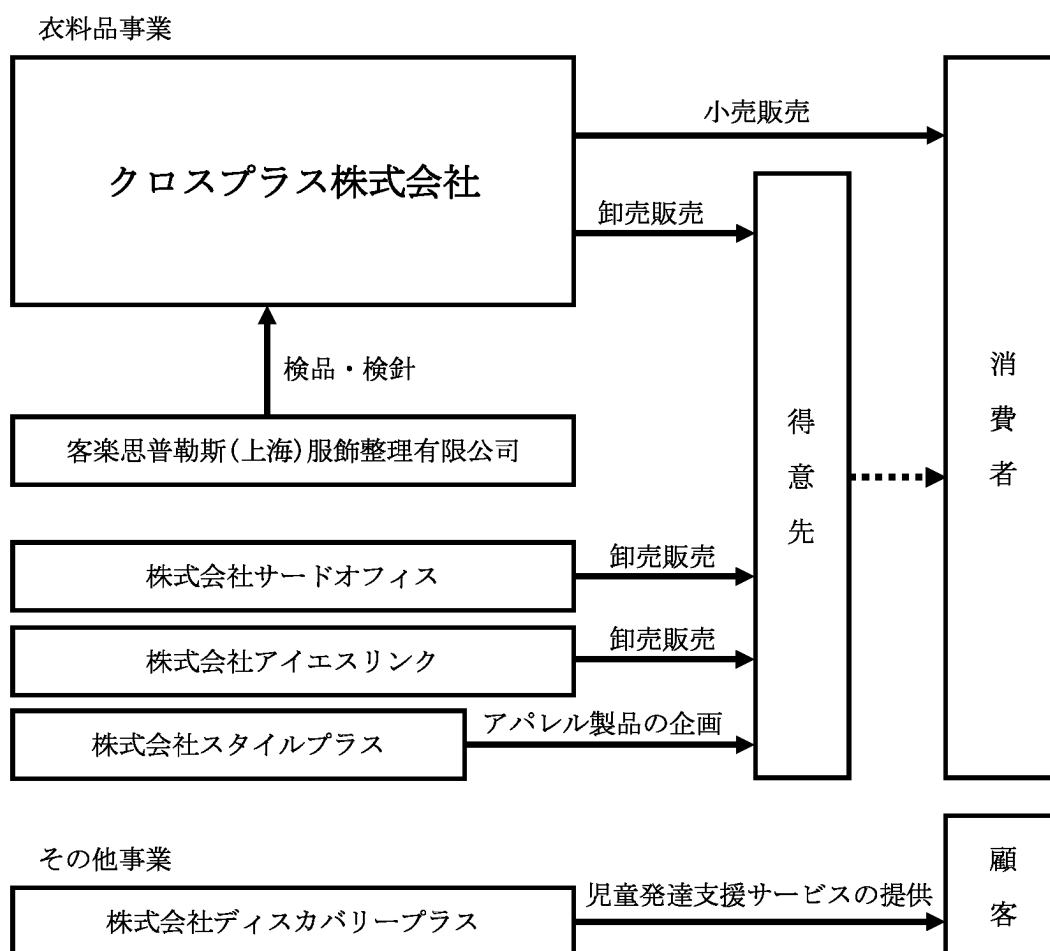 衣料品事業
クロスプラス株式会社
小売販売
卸売販売
検品・検針
客楽思普勒斯(上海)服飾整理有限公司
株式会社サードオフィス
卸売販売
株式会社アイエスリンク
卸売販売
株式会社スタイルプラス
アパレル製品の企画
得意先
消費者
その他事業
株式会社ディスカバリープラス
児童発達支援サービスの提供
顧客